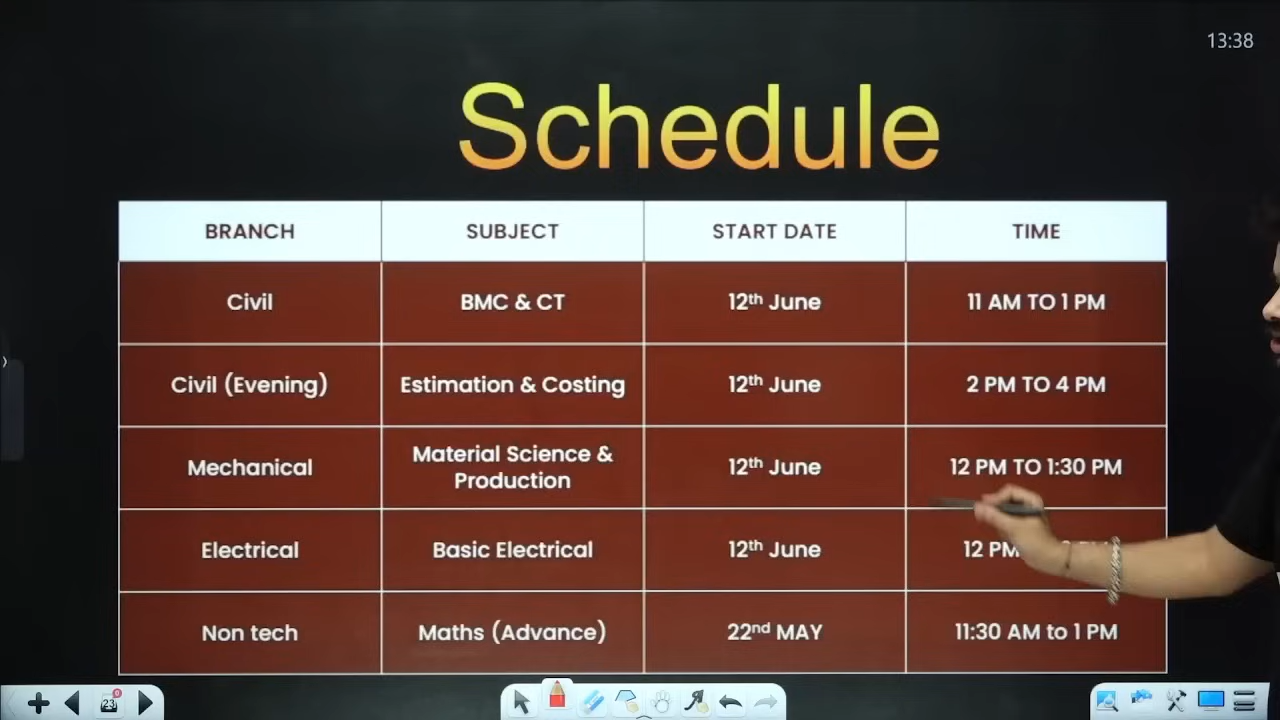 13:38
Schedule
BRANCH SUBJECT START DATE TIME
Civil BMC & CT 12th June 11 AM TO 1 PM
Civil (Evening) Estimation & Costing 12th June 2 PM TO 4 PM
Mechanical Material Science & Production 12th June 12 PM TO 1:30 PM
Electrical Basic Electrical 12th June 12 PM
Non tech Maths (Advance) 22nd MAY 11:30 AM to 1 PM
23